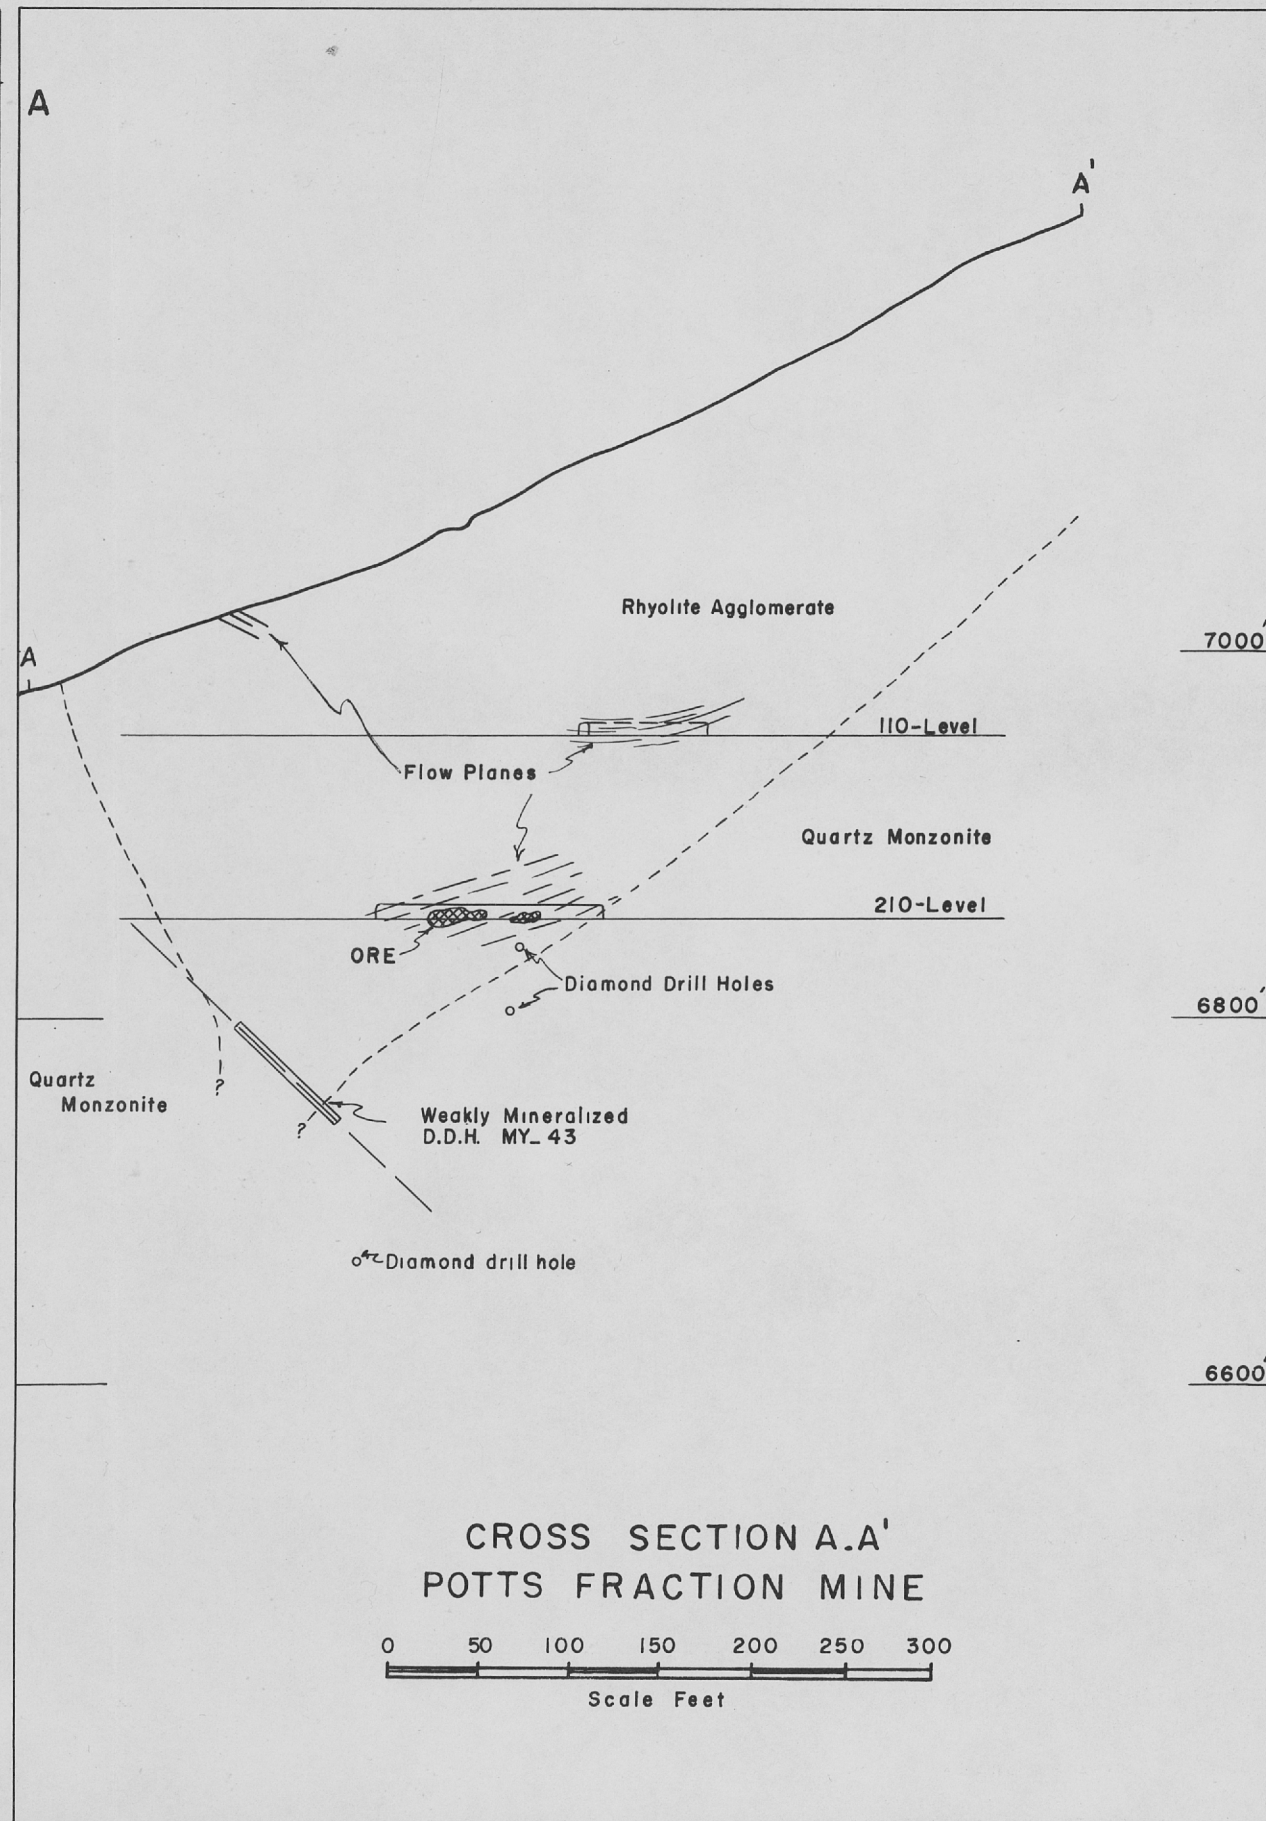 A
A'
Rhyolite Agglomerate
7000'
A
110-Level
Flow Planes
Quartz Monzonite
210-Level
ORE
Diamond Drill Holes
6800'
Quartz
Monzonite
?
?
Weakly Mineralized
D.D.H. MY-43
Diamond drill hole
6600'
CROSS SECTION A.A'
POTTS FRACTION MINE
0 50 100 150 200 250 300
Scale Feet